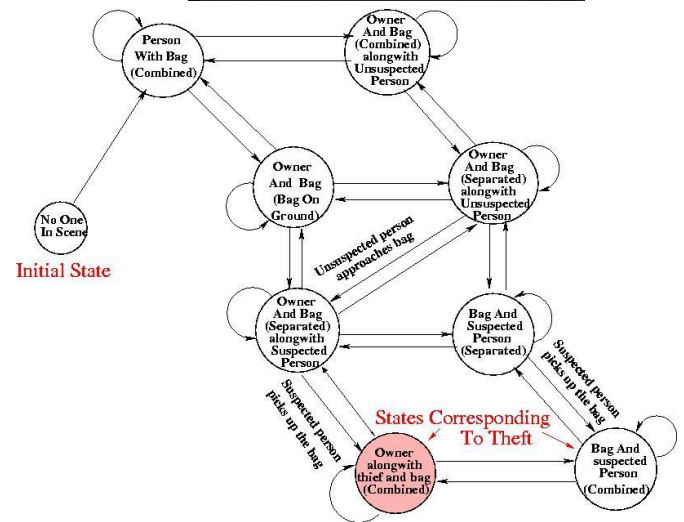 Person
With Bag
(Combined)
Owner
And Bag
(Combined)
alongwith
Unsuspected
Person
Owner
And Bag
(Bag On
Ground)
Owner
And Bag
(Separated)
alongwith
Unsuspected
Person
No One
In Scene
Initial State
Unsuspected person
approaches bag
Owner
And Bag
(Separated)
alongwith
Suspected
Person
Bag And
Suspected
Person
(Separated)
Suspected person
picks up the bag
Suspected person
picks up the bag
States Corresponding
To Theft
Owner
alongwith
thief and bag
(Combined)
Bag And
suspected
Person
(Combined)